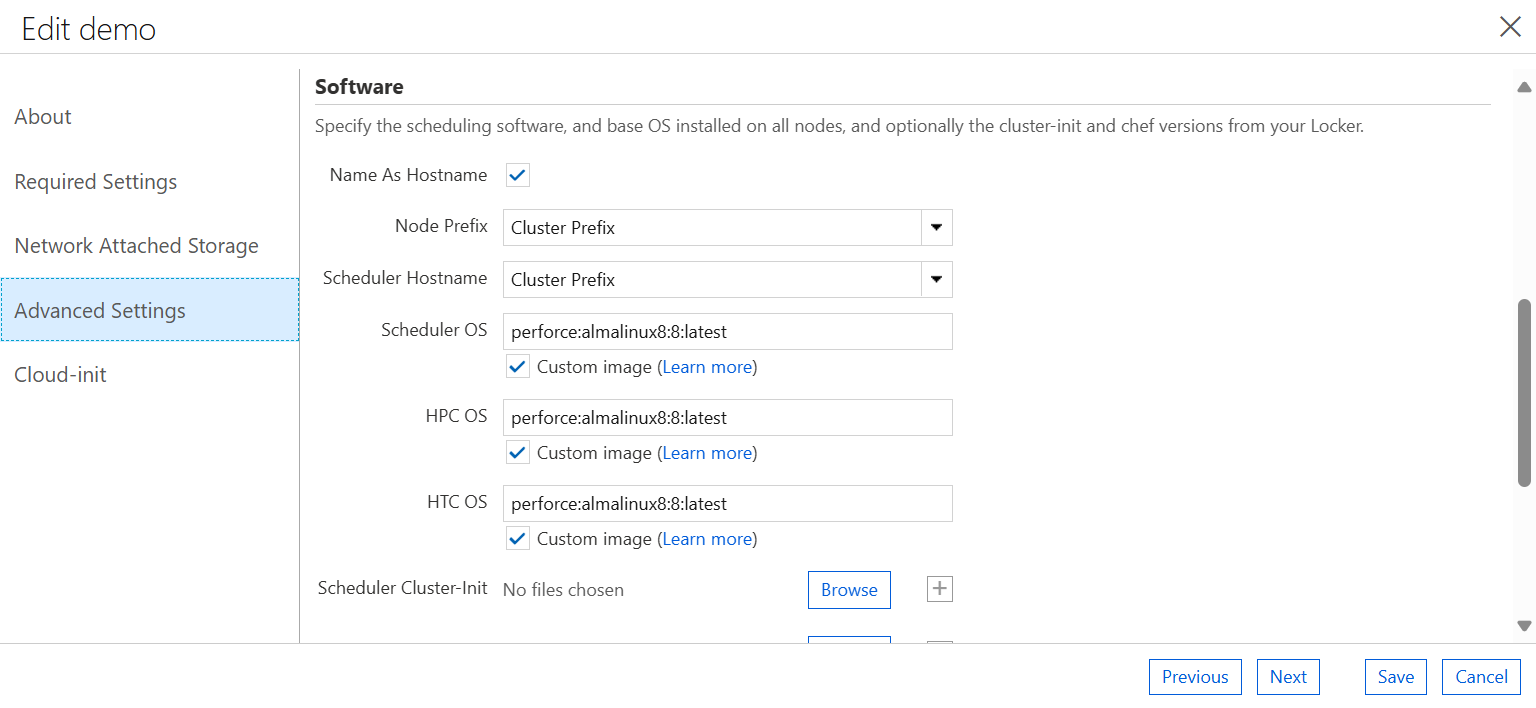 Edit demo
About
Required Settings
Network Attached Storage
Advanced Settings
Cloud-init
Software
Specify the scheduling software, and base OS installed on all nodes, and optionally the cluster-init and chef versions from your Locker.
Name As Hostname
Node Prefix Cluster Prefix
Scheduler Hostname Cluster Prefix
Scheduler OS perforce:almalinux8:8:latest
Custom image (Learn more)
HPC OS perforce:almalinux8:8:latest
Custom image (Learn more)
HTC OS perforce:almalinux8:8:latest
Custom image (Learn more)
Scheduler Cluster-Init No files chosen Browse
Previous Next Save Cancel